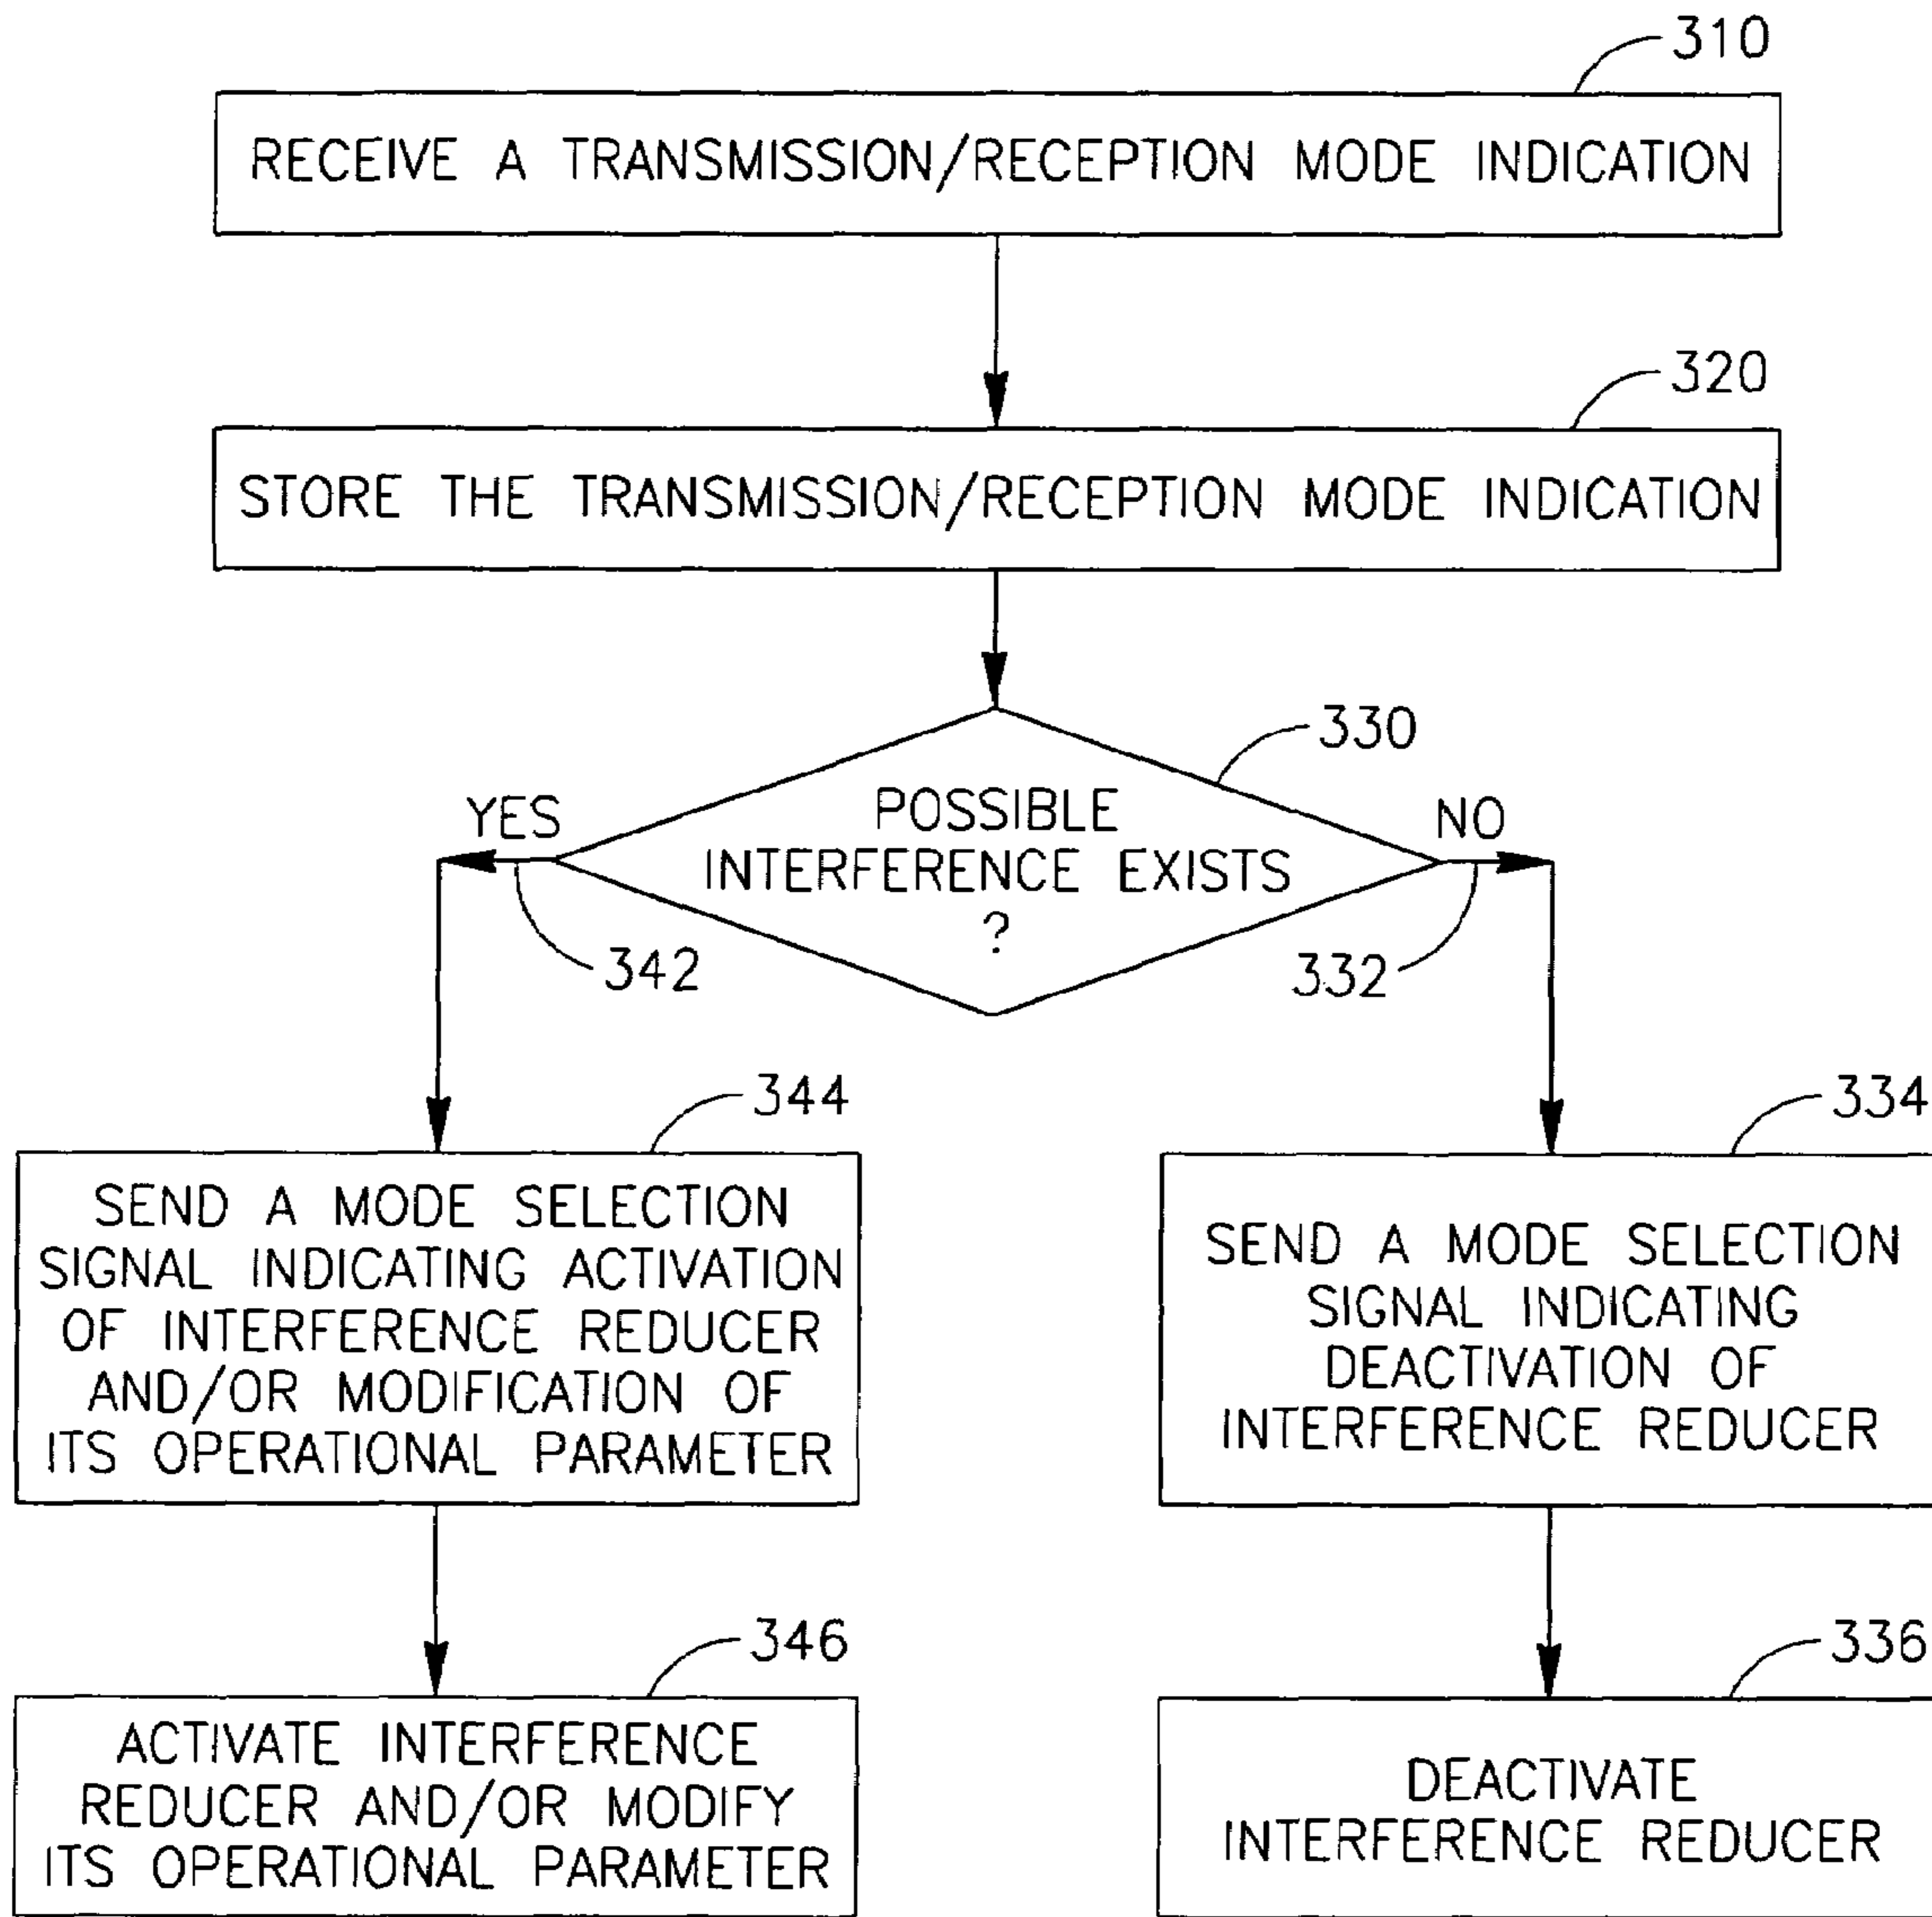 310
RECEIVE A TRANSMISSION/RECEPTION MODE INDICATION
320
STORE THE TRANSMISSION/RECEPTION MODE INDICATION
330
POSSIBLE
INTERFERENCE EXISTS
?
YES
NO
342
332
344
SEND A MODE SELECTION
SIGNAL INDICATING ACTIVATION
OF INTERFERENCE REDUCER
AND/OR MODIFICATION OF
ITS OPERATIONAL PARAMETER
334
SEND A MODE SELECTION
SIGNAL INDICATING
DEACTIVATION OF
INTERFERENCE REDUCER
346
ACTIVATE INTERFERENCE
REDUCER AND/OR MODIFY
ITS OPERATIONAL PARAMETER
336
DEACTIVATE
INTERFERENCE REDUCER